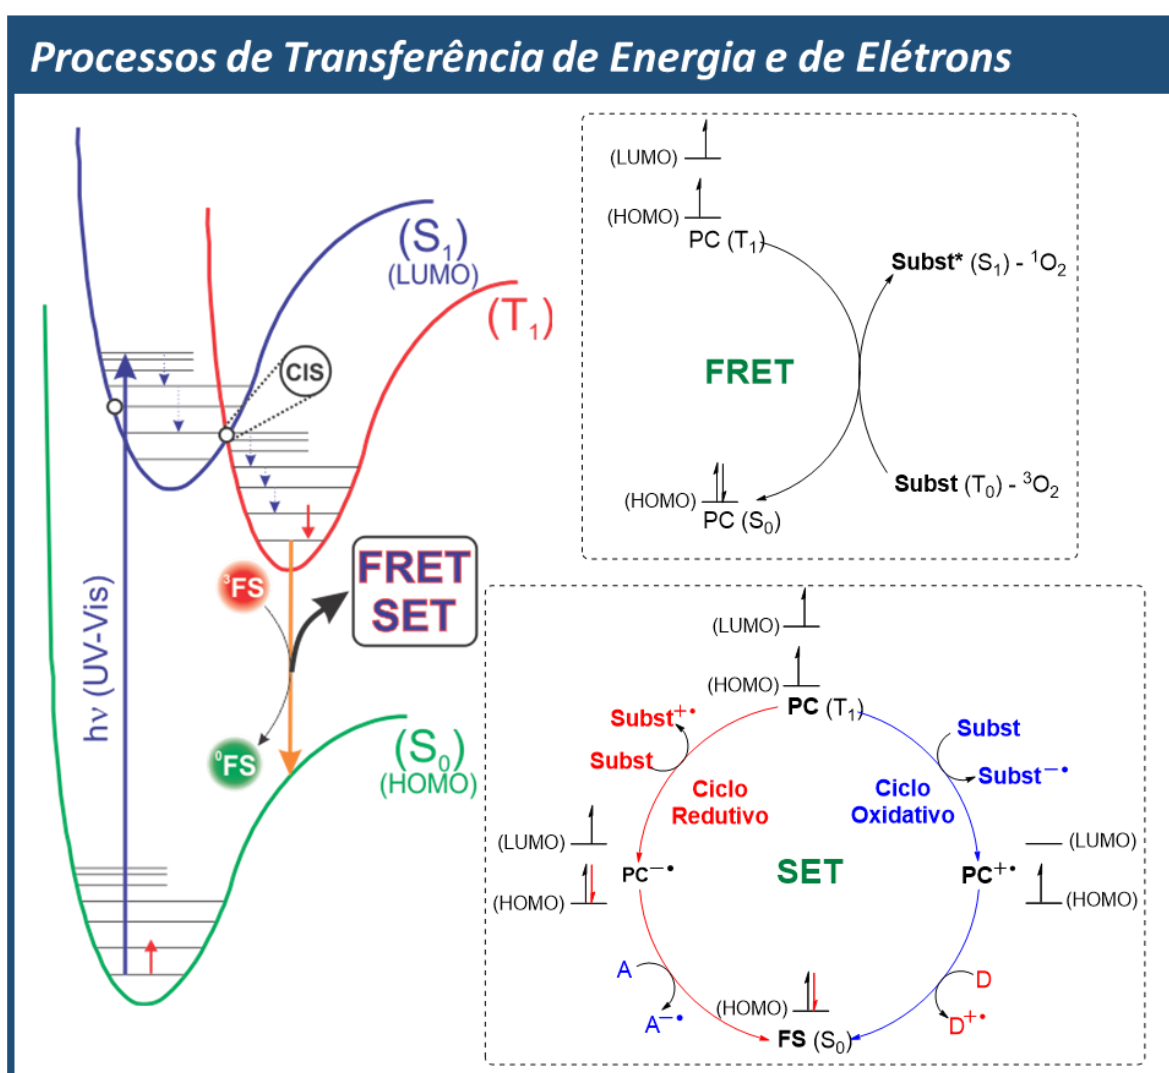 Processos de Transferência de Energia e de Elétrons
(S₁)
(LUMO)
(T₁)
CIS
hν (UV-Vis)
³FS
FRET
SET
⁰FS
(S₀)
(HOMO)
(LUMO)
(HOMO)
PC (T₁)
Subst* (S₁) - ¹O₂
FRET
Subst (T₀) - ³O₂
(HOMO)
PC (S₀)
(LUMO)
(HOMO)
PC (T₁)
Subst⁺•
Subst
Subst
Subst⁻•
Ciclo
Redutivo
Ciclo
Oxidativo
(LUMO)
PC⁻•
(HOMO)
SET
(LUMO)
PC⁺•
(HOMO)
A
A⁻•
D
D⁺•
(HOMO)
FS (S₀)